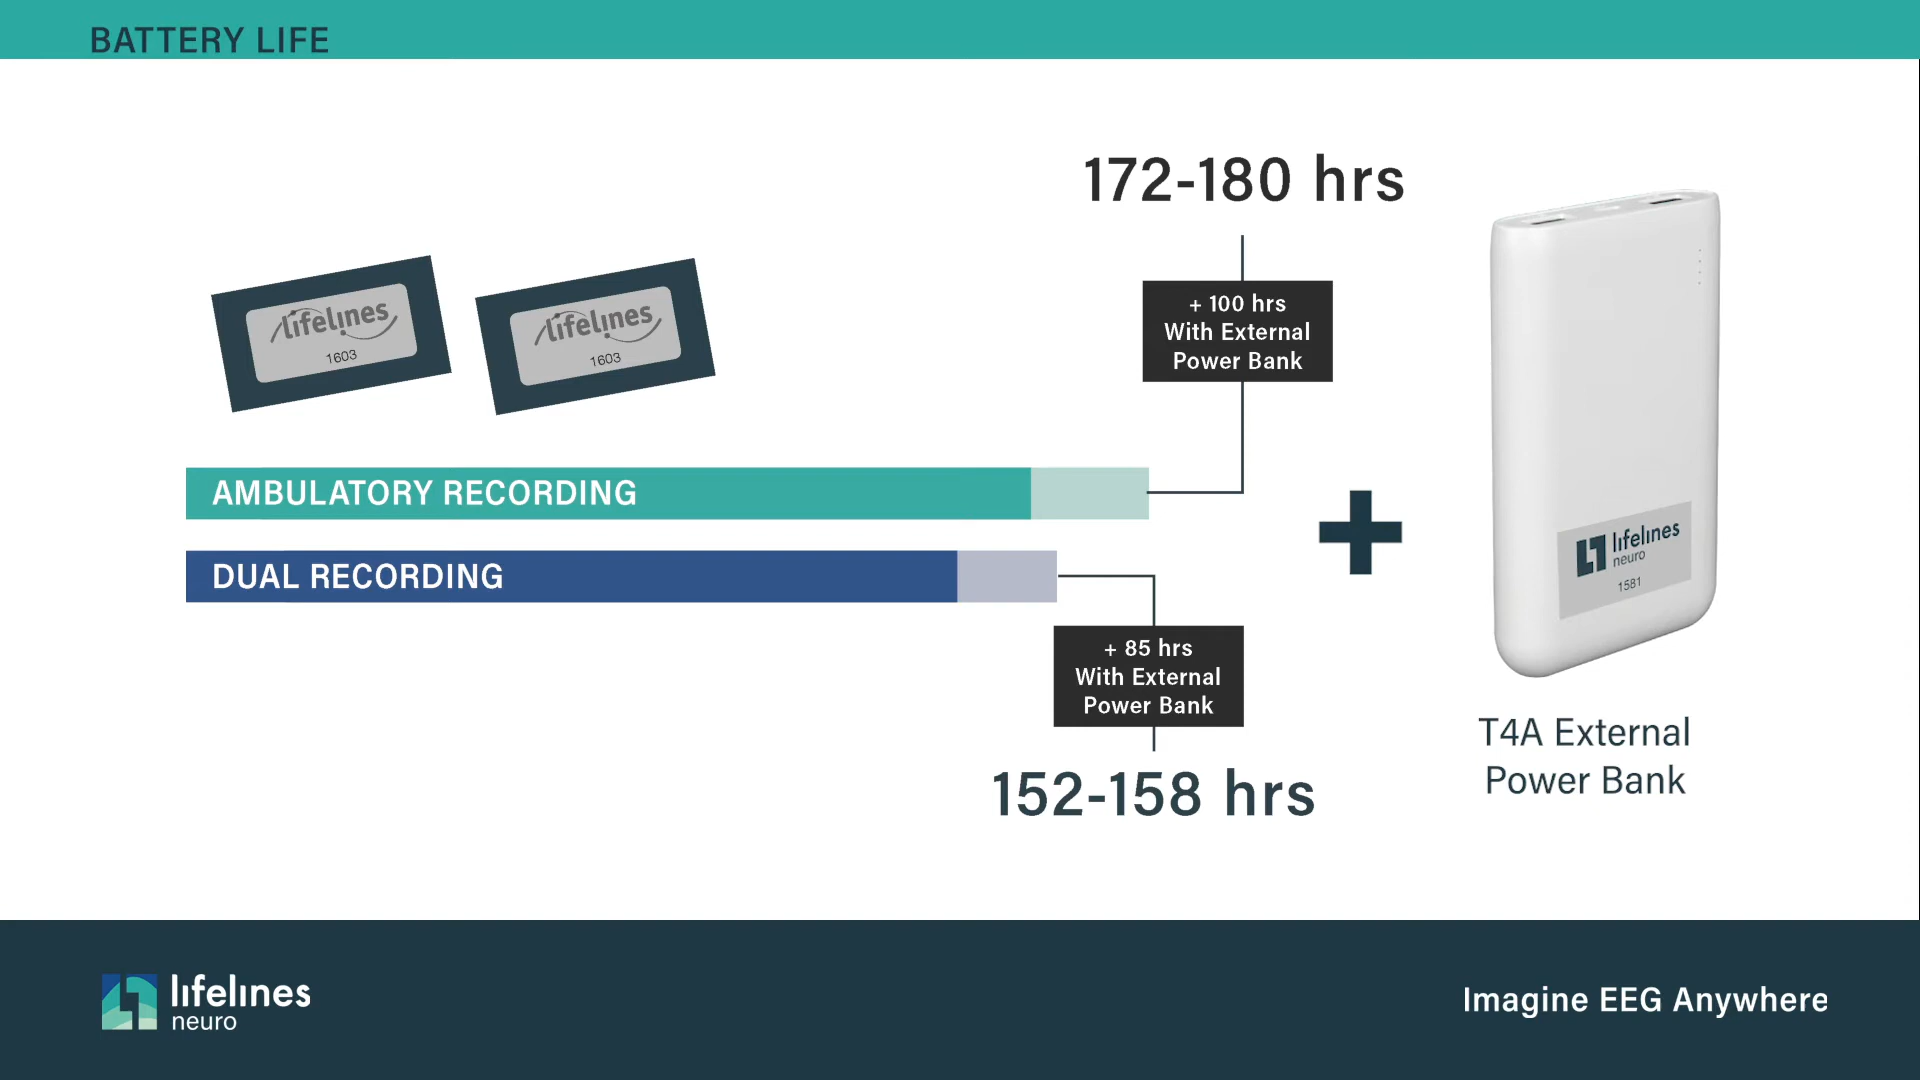 BATTERY LIFE
172-180 hrs
+ 100 hrs
With External
Power Bank
lifelines
1603
lifelines
1603
AMBULATORY RECORDING
DUAL RECORDING
+ 85 hrs
With External
Power Bank
152-158 hrs
lifelines
neuro
1581
T4A External
Power Bank
lifelines
neuro
Imagine EEG Anywhere